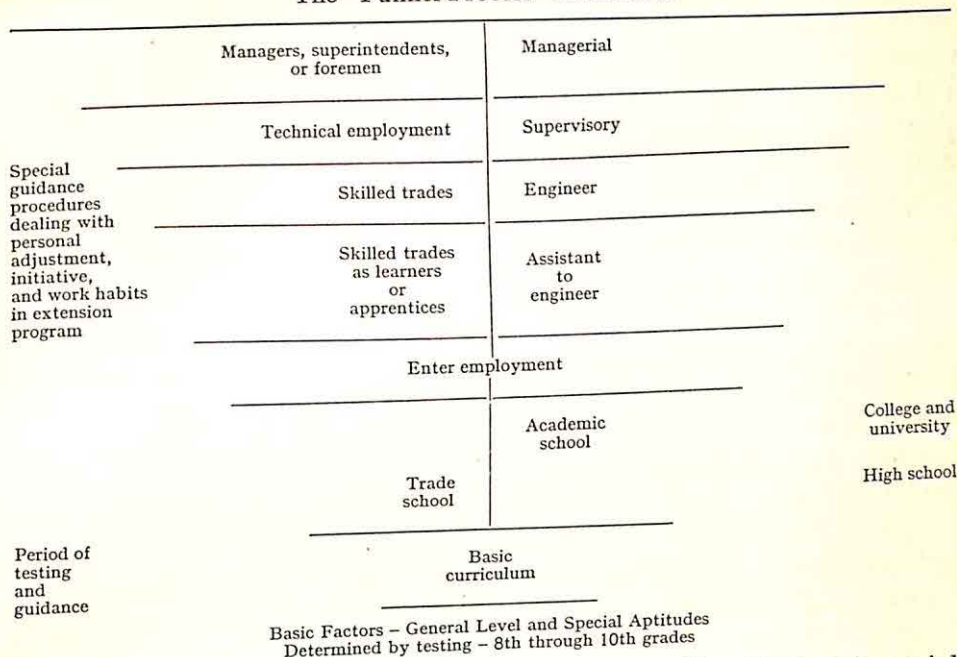 Managers, superintendents,
or foremen
Managerial
Technical employment
Supervisory
Special
guidance
procedures
dealing with
personal
adjustment,
initiative,
and work habits
in extension
program
Skilled trades
Engineer
Skilled trades
as learners
or
apprentices
Assistant
to
engineer
Enter employment
Academic
school
College and
university
Trade
school
High school
Period of
testing
and
guidance
Basic
curriculum
Basic Factors – General Level and Special Aptitudes
Determined by testing – 8th through 10th grades